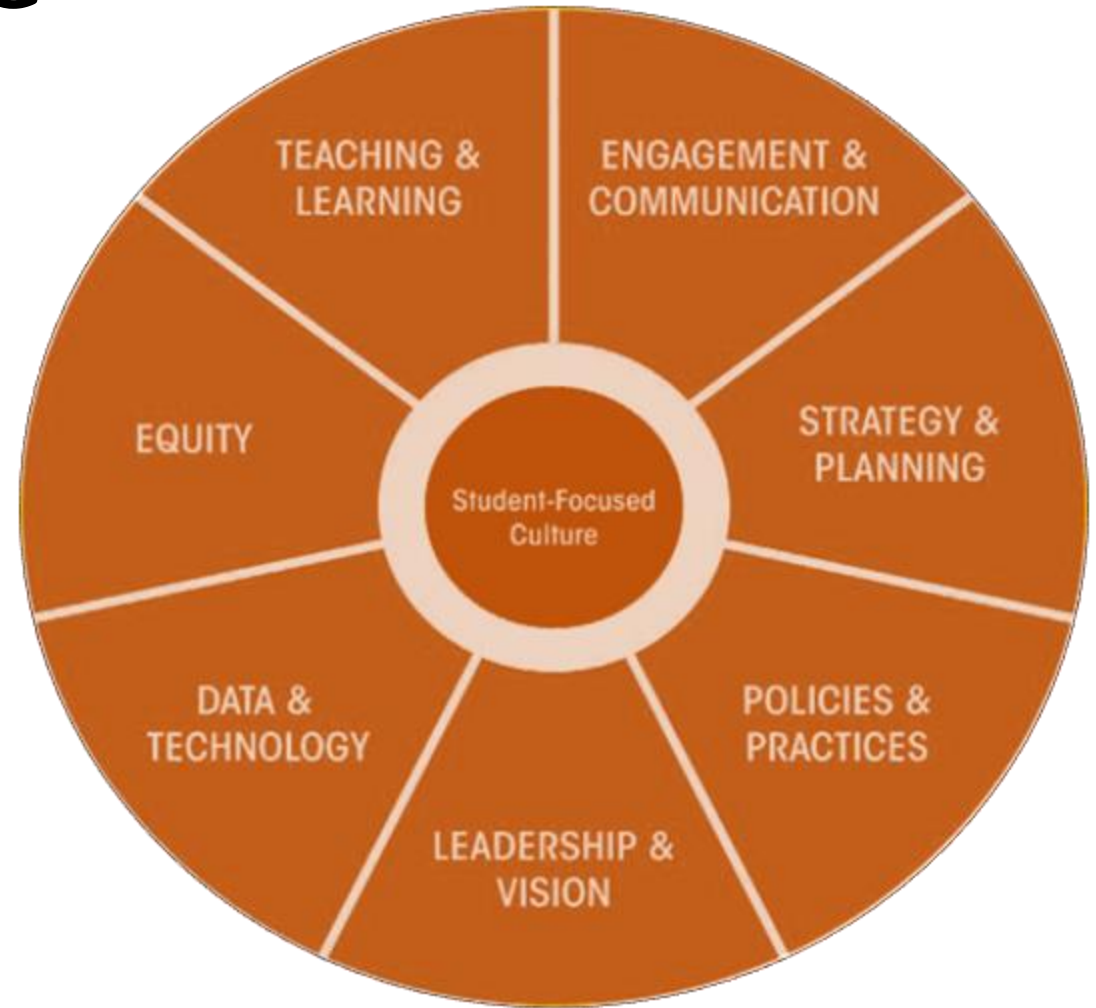 TEACHING &
LEARNING
ENGAGEMENT &
COMMUNICATION
EQUITY
STRATEGY &
PLANNING
Student-Focused
Culture
DATA &
TECHNOLOGY
POLICIES &
PRACTICES
LEADERSHIP &
VISION